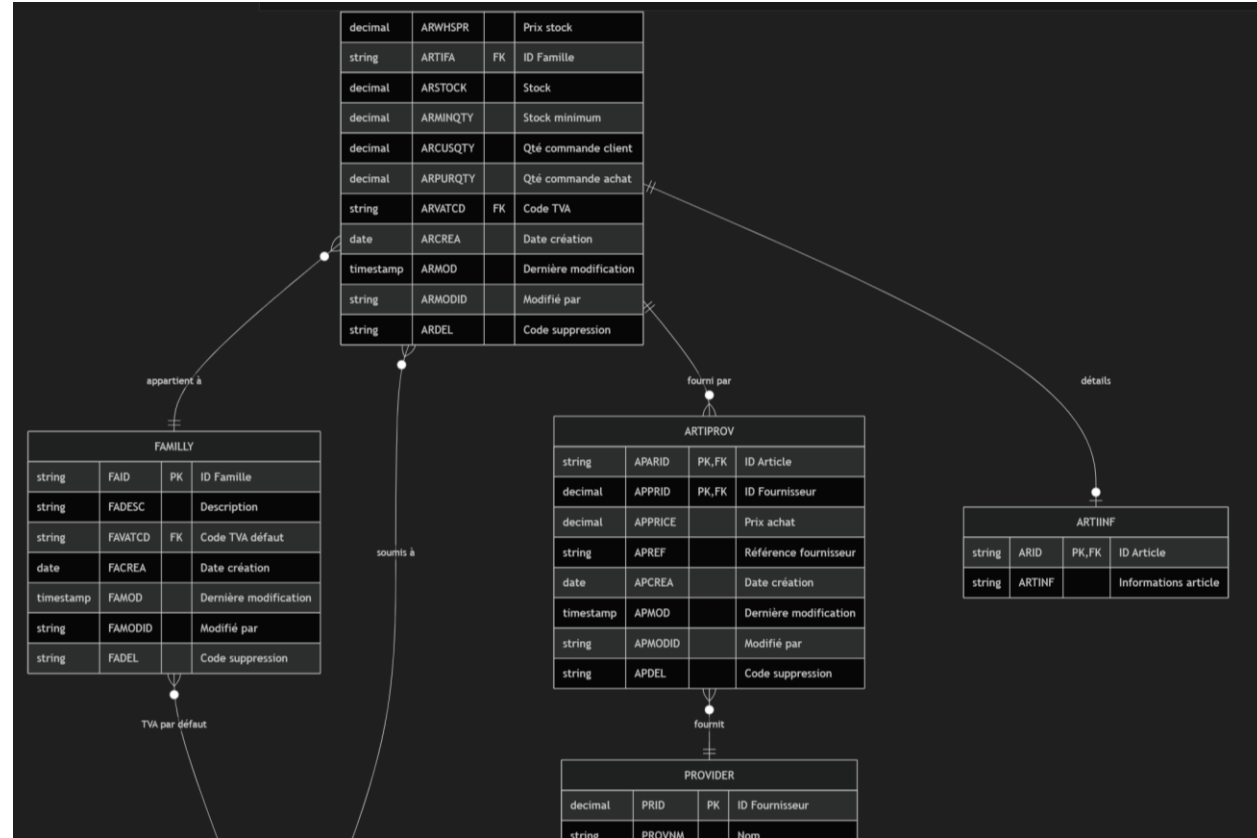 decimal ARWHSPR Prix stock
string ARTIFA FK ID Famille
decimal ARSTOCK Stock
decimal ARMINQTY Stock minimum
decimal ARCUSQTY Qté commande client
decimal ARPURQTY Qté commande achat
string ARVATCD FK Code TVA
date ARCREA Date création
timestamp ARMOD Dernière modification
string ARMODID Modifié par
string ARDEL Code suppression
appartient à
fourni par
détails
FAMILLY
string FAID PK ID Famille
string FADESC Description
string FAVATCD FK Code TVA défaut
date FACREA Date création
timestamp FAMOD Dernière modification
string FAMODID Modifié par
string FADEL Code suppression
soumis à
ARTIPROV
string APARID PK,FK ID Article
decimal APPRID PK,FK ID Fournisseur
decimal APPRICE Prix achat
string APREF Référence fournisseur
date APCREA Date création
timestamp APMOD Dernière modification
string APMODID Modifié par
string APDEL Code suppression
ARTIINF
string ARID PK,FK ID Article
string ARTINF Informations article
TVA par défaut
fournit
PROVIDER
decimal PRID PK ID Fournisseur
string PROVNM Nom